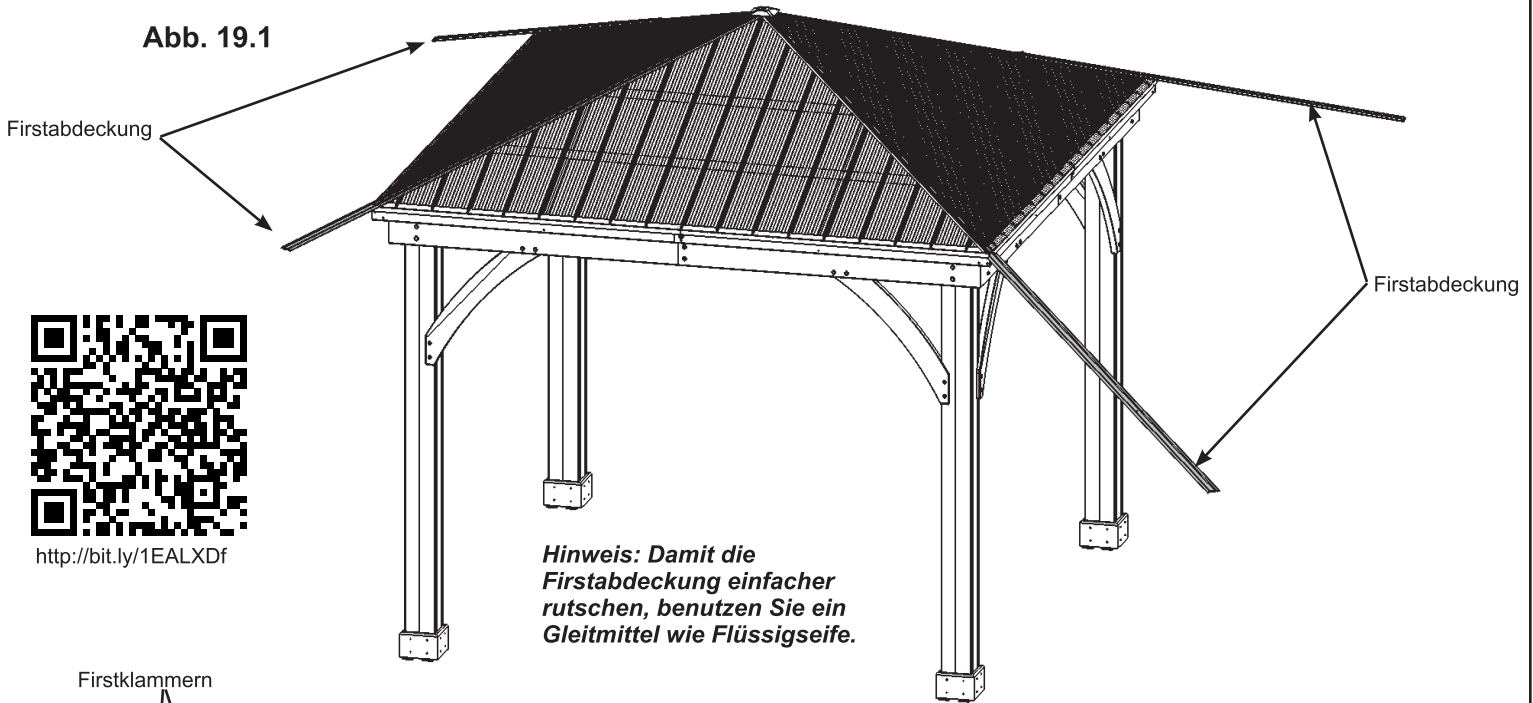 Abb. 19.1
Firstabdeckung
Firstabdeckung
http://bit.ly/1EALXDf
Hinweis: Damit die
Firstabdeckung einfacher
rutschen, benutzen Sie ein
Gleitmittel wie Flüssigseife.
Firstklammern